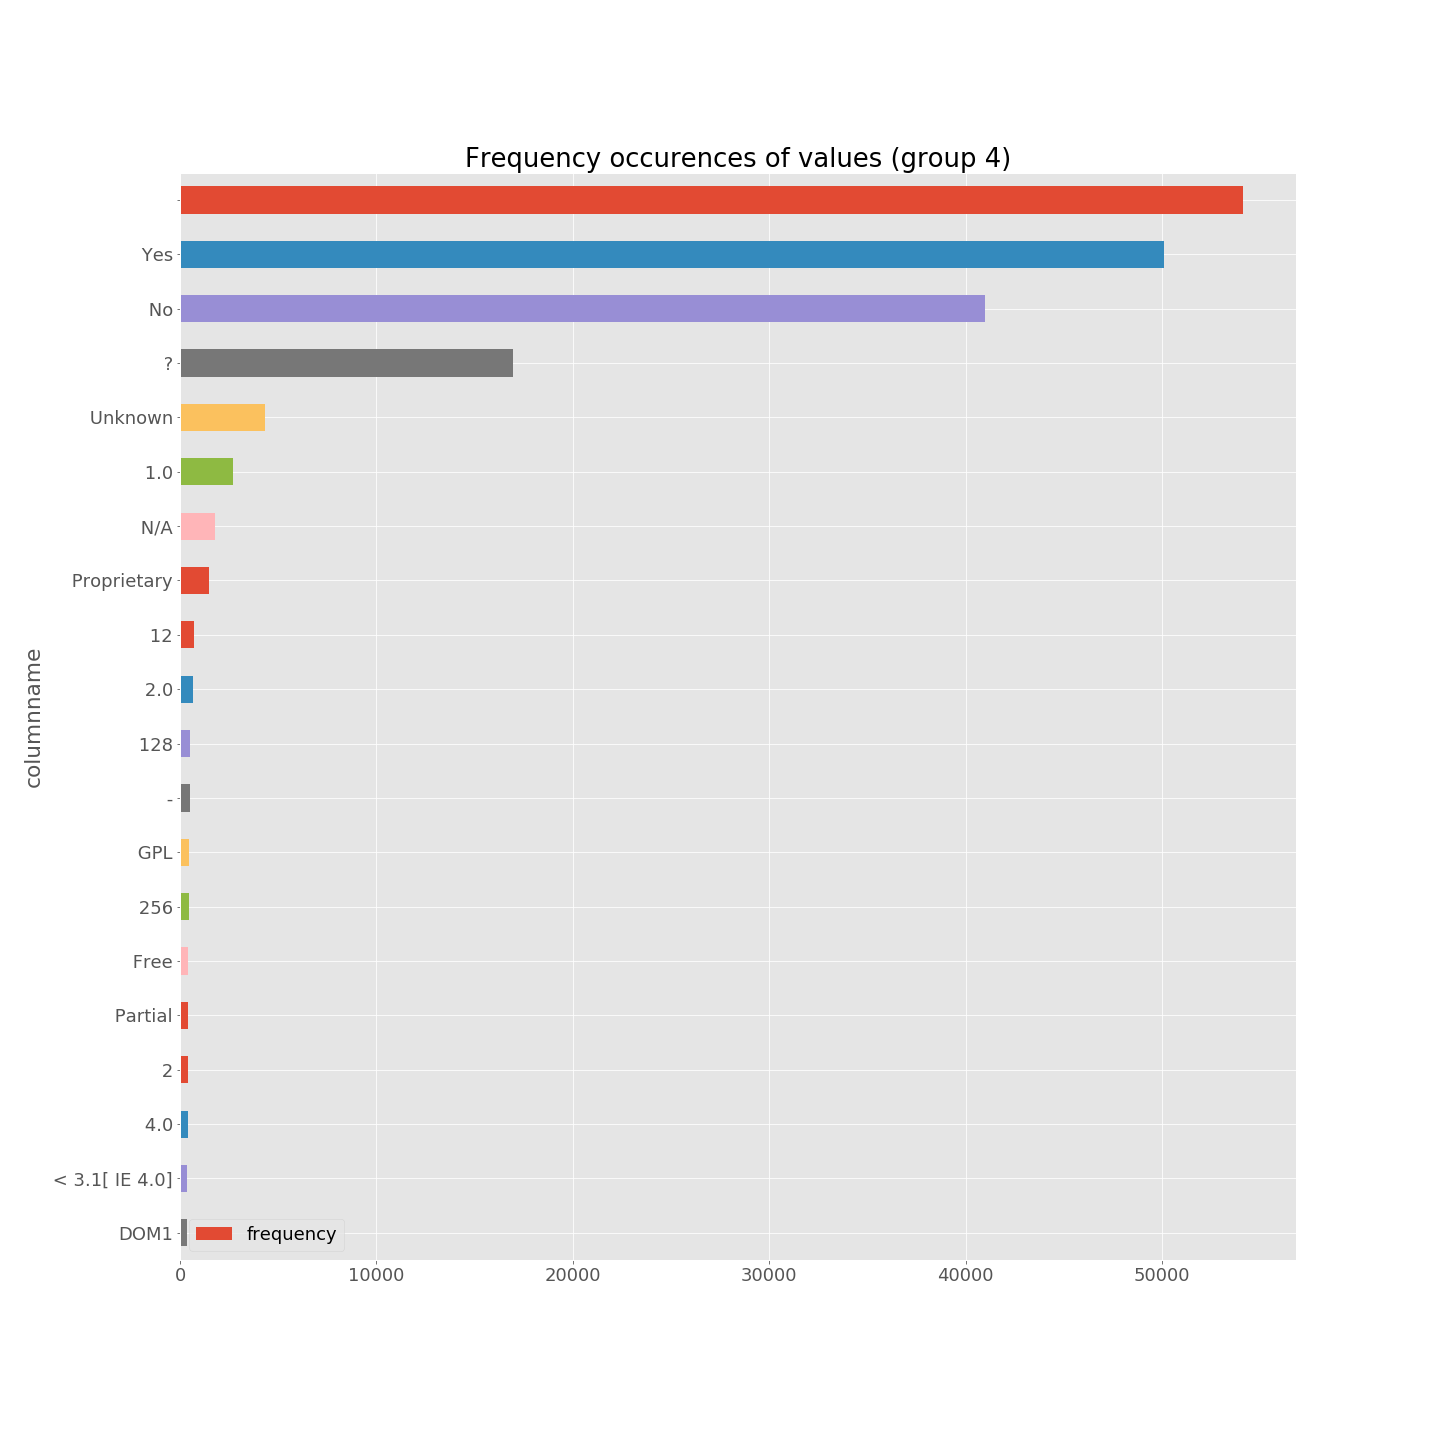 Frequency occurences of values (group 4)
Yes
No
?
Unknown
1.0
N/A
Proprietary
12
2.0
128
-
GPL
256
Free
Partial
2
4.0
< 3.1[ IE 4.0]
DOM1
columnname
frequency
0 10000 20000 30000 40000 50000